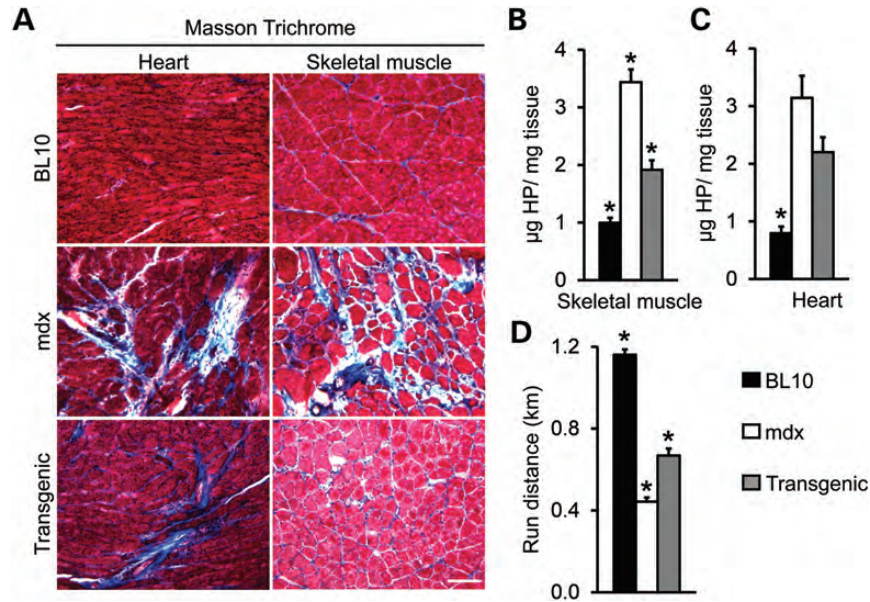 A
Masson Trichrome
Heart
Skeletal muscle
BL10
mdx
Transgenic
B
µg HP/ mg tissue
4
3
2
1
0
*
*
*
Skeletal muscle
C
µg HP/ mg tissue
4
3
2
1
0
*
Heart
D
Run distance (km)
1.2
0.8
0.4
0.0
*
*
*
BL10
mdx
Transgenic